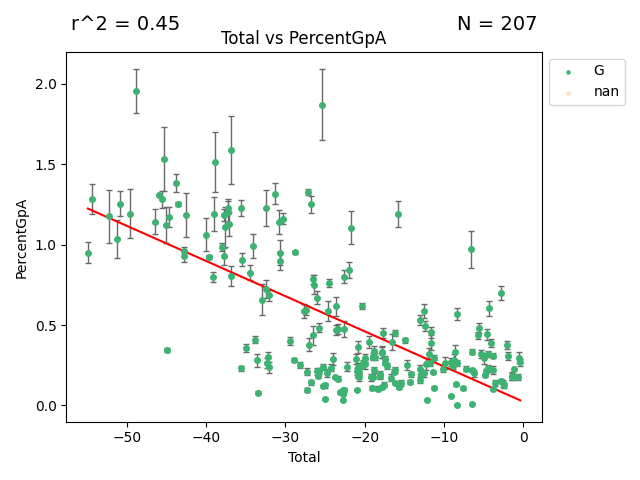 r^2 = 0.45
N = 207
Total vs PercentGpA
G
nan
PercentGpA
2.0
1.5
1.0
0.5
0.0
−50
−40
−30
−20
−10
0
Total